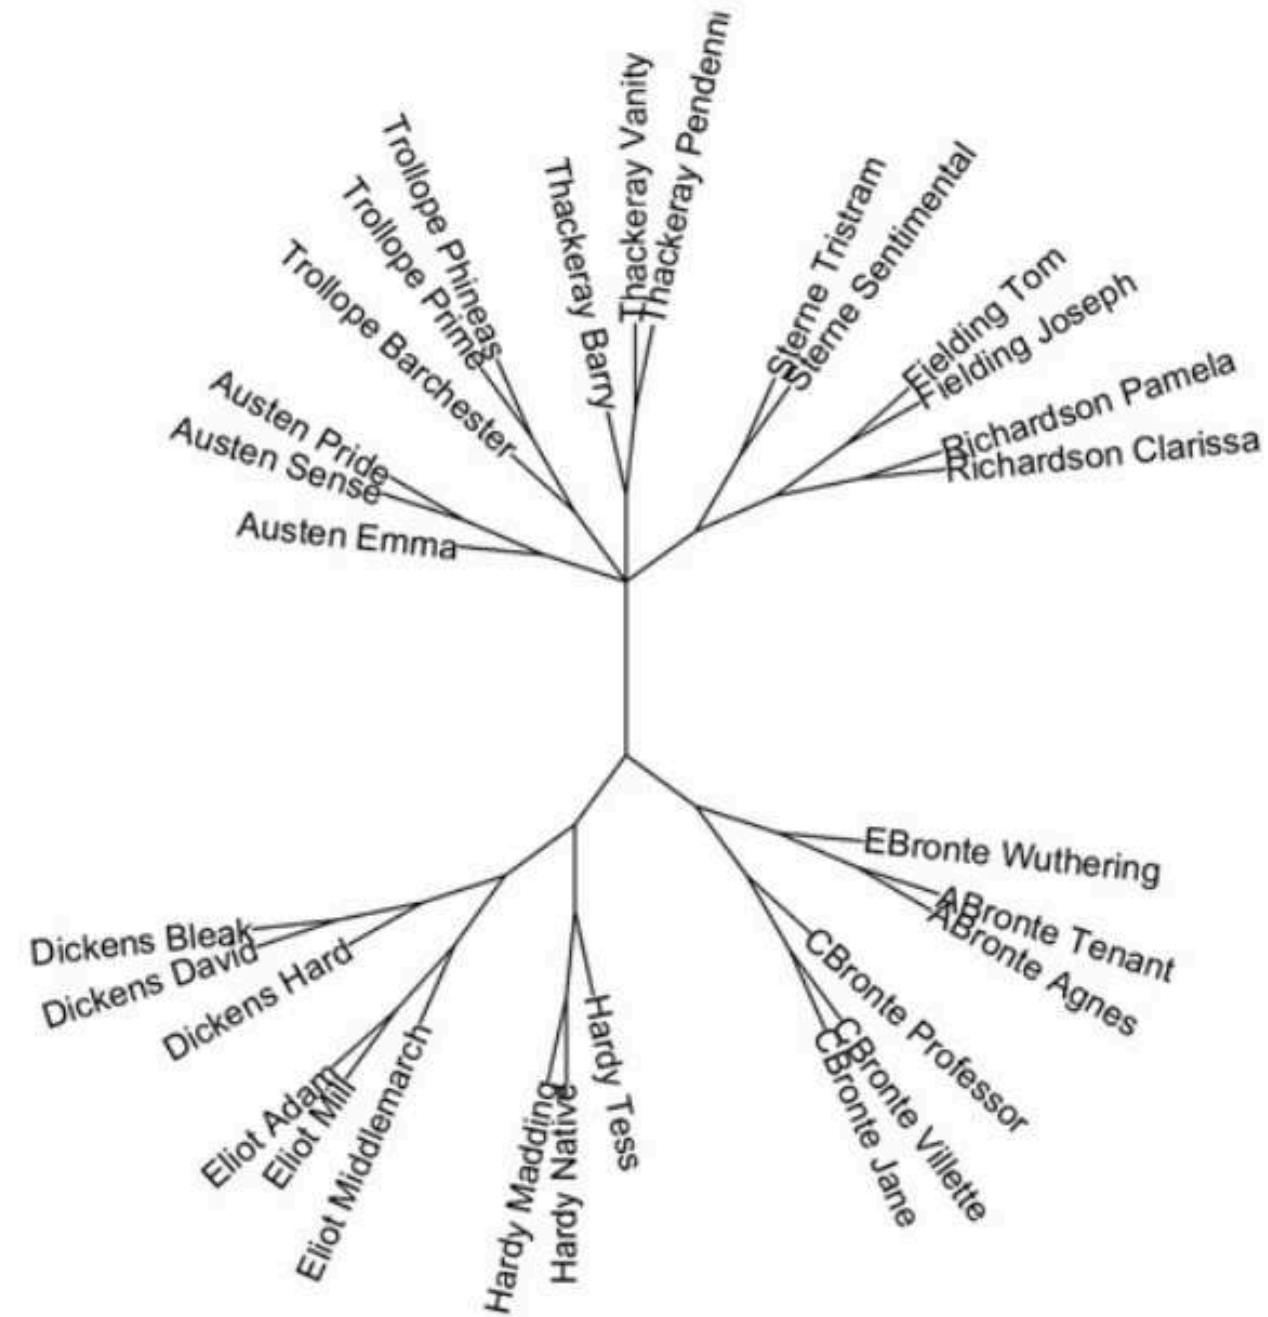 Thackeray Vanity
Thackeray Pendenni
Trollope Phineas
Trollope Prime
Trollope Barchester
Thackeray Barry
Sterne Tristram
Sterne Sentimental
Fielding Tom
Fielding Joseph
Richardson Pamela
Richardson Clarissa
Austen Pride
Austen Sense
Austen Emma
EBronte Wuthering
ABronte Tenant
ABronte Agnes
CBronte Professor
CBronte Villette
CBronte Jane
Dickens Bleak
Dickens David
Dickens Hard
Eliot Adam
Eliot Mill
Eliot Middlemarch
Hardy Madding
Hardy Native
Hardy Tess